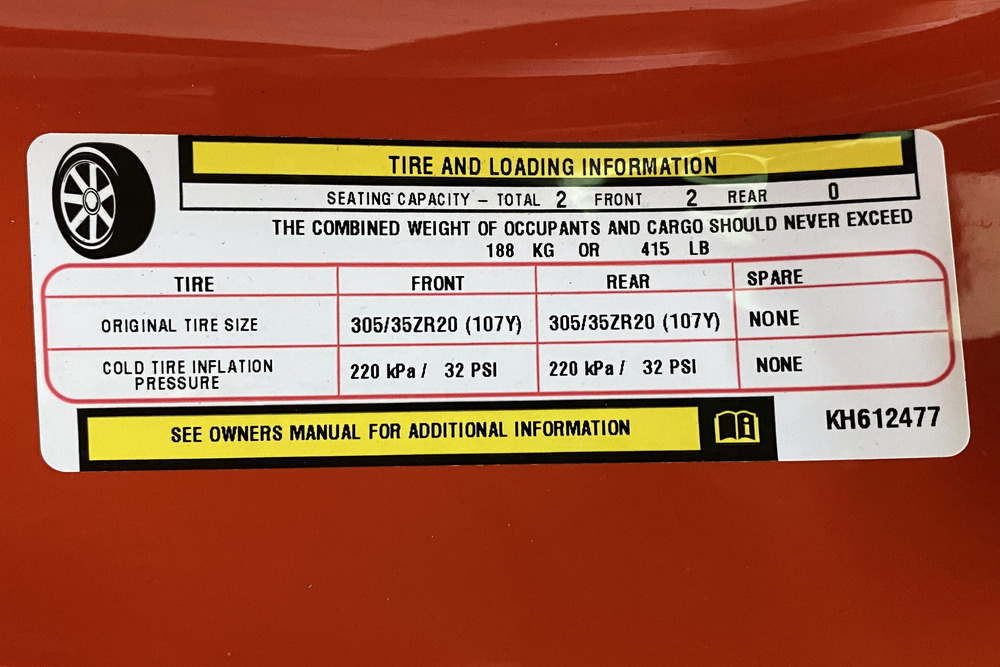 TIRE AND LOADING INFORMATION
SEATING CAPACITY – TOTAL 2 FRONT 2 REAR 0
THE COMBINED WEIGHT OF OCCUPANTS AND CARGO SHOULD NEVER EXCEED
188 KG OR 415 LB
TIRE FRONT REAR SPARE
ORIGINAL TIRE SIZE 305/35ZR20 (107Y) 305/35ZR20 (107Y) NONE
COLD TIRE INFLATION PRESSURE 220 kPa / 32 PSI 220 kPa / 32 PSI NONE
SEE OWNERS MANUAL FOR ADDITIONAL INFORMATION
KH612477